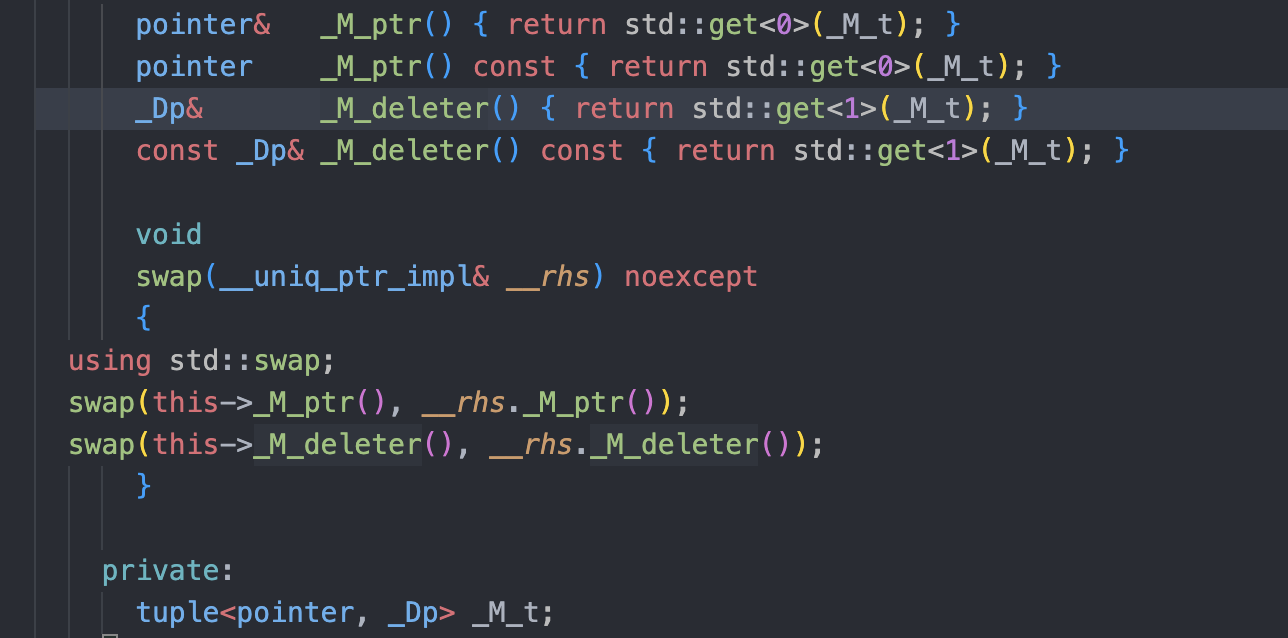 pointer&   _M_ptr() { return std::get<0>(_M_t); }
pointer    _M_ptr() const { return std::get<0>(_M_t); }
_Dp&       _M_deleter() { return std::get<1>(_M_t); }
const _Dp& _M_deleter() const { return std::get<1>(_M_t); }
void
swap(__uniq_ptr_impl& __rhs) noexcept
{
using std::swap;
swap(this->_M_ptr(), __rhs._M_ptr());
swap(this->_M_deleter(), __rhs._M_deleter());
}
private:
tuple<pointer, _Dp> _M_t;